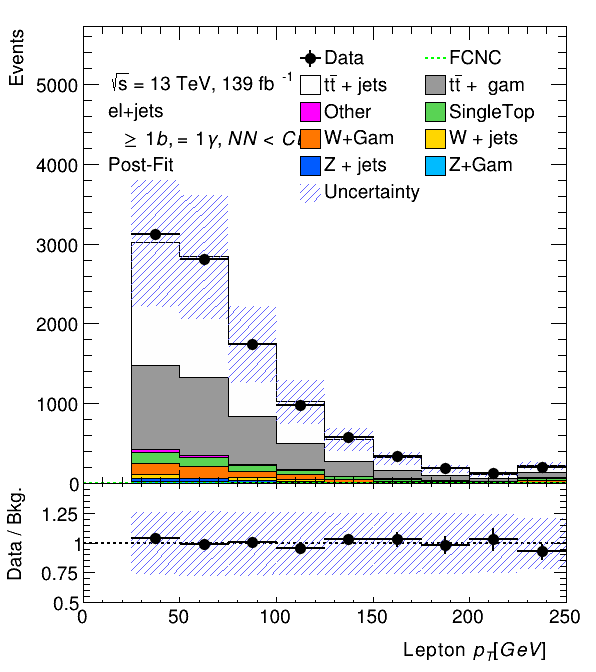 Events
5000
4000
3000
2000
1000
0
√s = 13 TeV, 139 fb⁻¹
el+jets
≥ 1b, = 1γ, NN <
Post-Fit
Data
FCNC
tt̄ + jets
tt̄ + gam
Other
SingleTop
W+Gam
W + jets
Z + jets
Z+Gam
Uncertainty
Data / Bkg.
1.25
1
0.75
0.5
0 50 100 150 200 250
Lepton p_T[GeV]